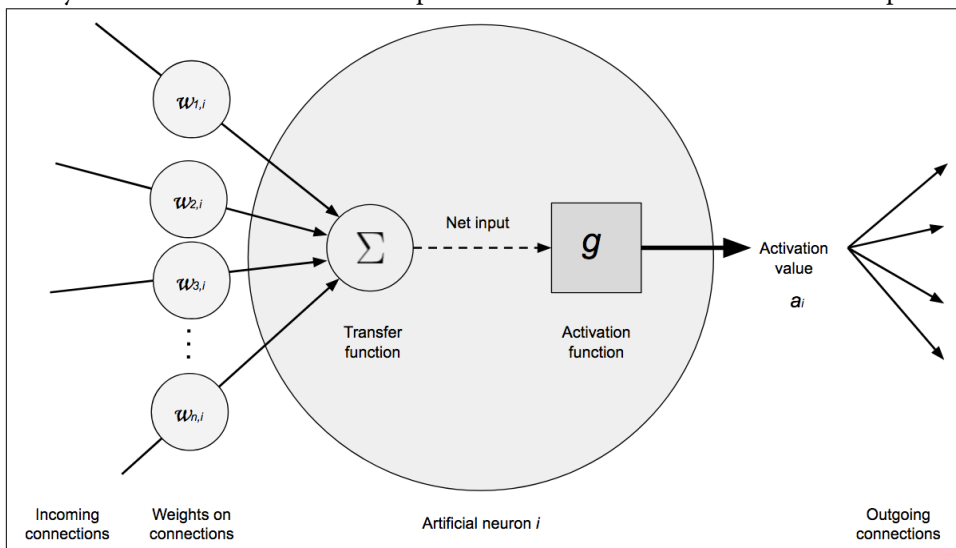 w1,i
w2,i
w3,i
wn,i
Σ
Net input
g
Transfer
function
Activation
function
Activation
value
ai
Incoming
connections
Weights on
connections
Artificial neuron i
Outgoing
connections